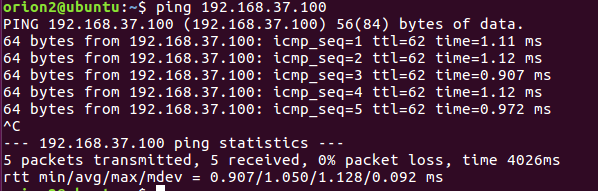 orion2@ubuntu:~$ ping 192.168.37.100
PING 192.168.37.100 (192.168.37.100) 56(84) bytes of data.
64 bytes from 192.168.37.100: icmp_seq=1 ttl=62 time=1.11 ms
64 bytes from 192.168.37.100: icmp_seq=2 ttl=62 time=1.12 ms
64 bytes from 192.168.37.100: icmp_seq=3 ttl=62 time=0.907 ms
64 bytes from 192.168.37.100: icmp_seq=4 ttl=62 time=1.12 ms
64 bytes from 192.168.37.100: icmp_seq=5 ttl=62 time=0.972 ms
^C
--- 192.168.37.100 ping statistics ---
5 packets transmitted, 5 received, 0% packet loss, time 4026ms
rtt min/avg/max/mdev = 0.907/1.050/1.128/0.092 ms